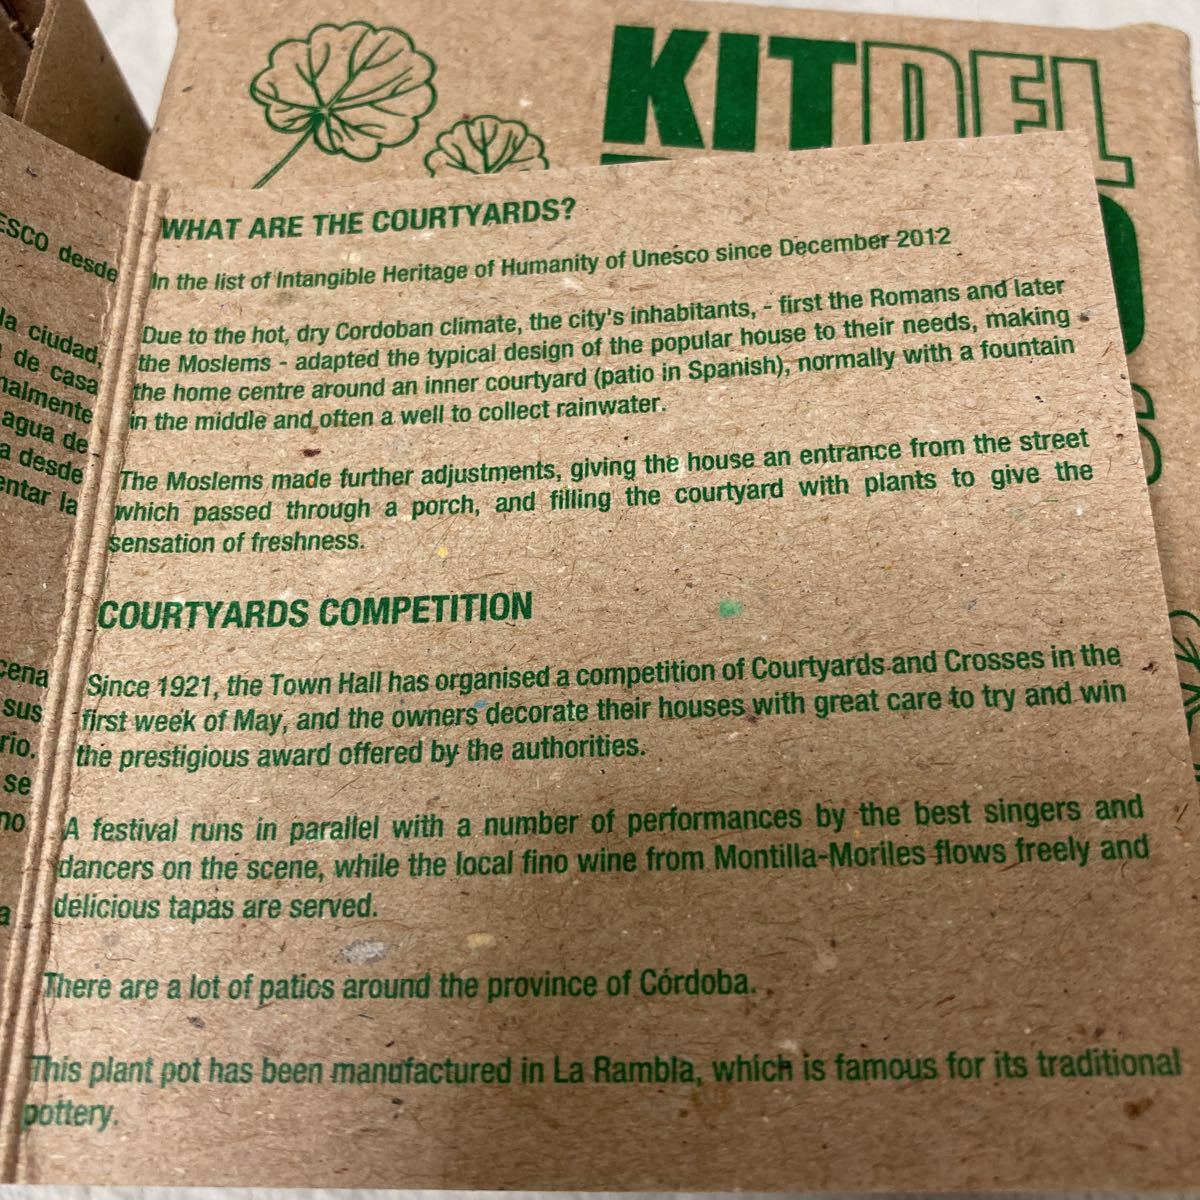 KIT DEL
ESCO desde
la ciudad,
de casa
nalmente
agua de
a desde
entar la
cena
sus
rio.
se
no
a
WHAT ARE THE COURTYARDS?
In the list of Intangible Heritage of Humanity of Unesco since December 2012
Due to the hot, dry Cordoban climate, the city's inhabitants, - first the Romans and later
the Moslems - adapted the typical design of the popular house to their needs, making
the home centre around an inner courtyard (patio in Spanish), normally with a fountain
in the middle and often a well to collect rainwater.
The Moslems made further adjustments, giving the house an entrance from the street
which passed through a porch, and filling the courtyard with plants to give the
sensation of freshness.
COURTYARDS COMPETITION
Since 1921, the Town Hall has organised a competition of Courtyards and Crosses in the
first week of May, and the owners decorate their houses with great care to try and win
the prestigious award offered by the authorities.
A festival runs in parallel with a number of performances by the best singers and
dancers on the scene, while the local fino wine from Montilla-Moriles flows freely and
delicious tapas are served.
There are a lot of patios around the province of Córdoba.
This plant pot has been manufactured in La Rambla, which is famous for its traditional
pottery.